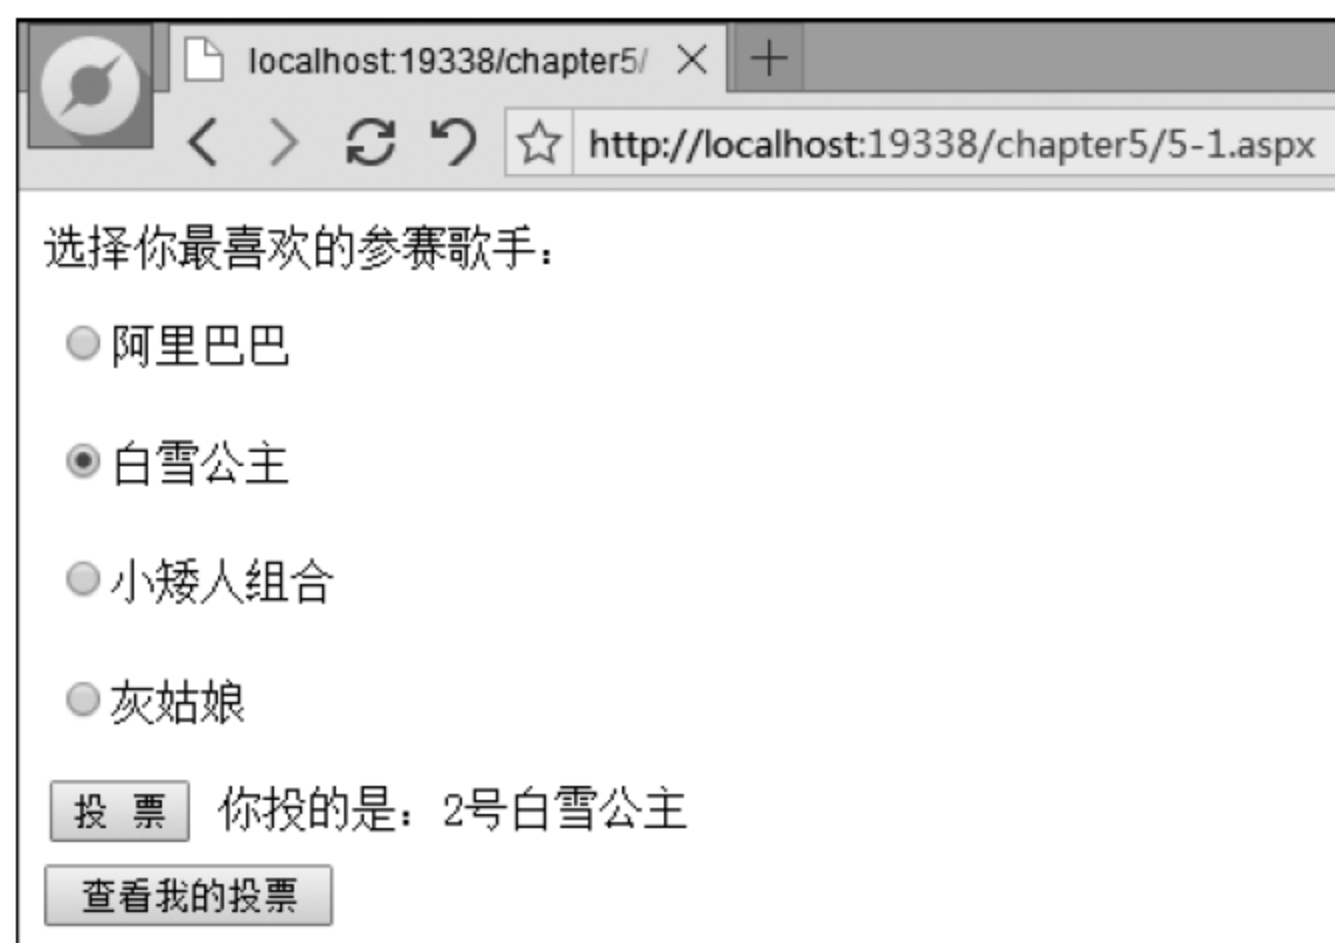 localhost:19338/chapter5/
http://localhost:19338/chapter5/5-1.aspx
选择你最喜欢的参赛歌手：
阿里巴巴
白雪公主
小矮人组合
灰姑娘
投 票 你投的是：2号白雪公主
查看我的投票